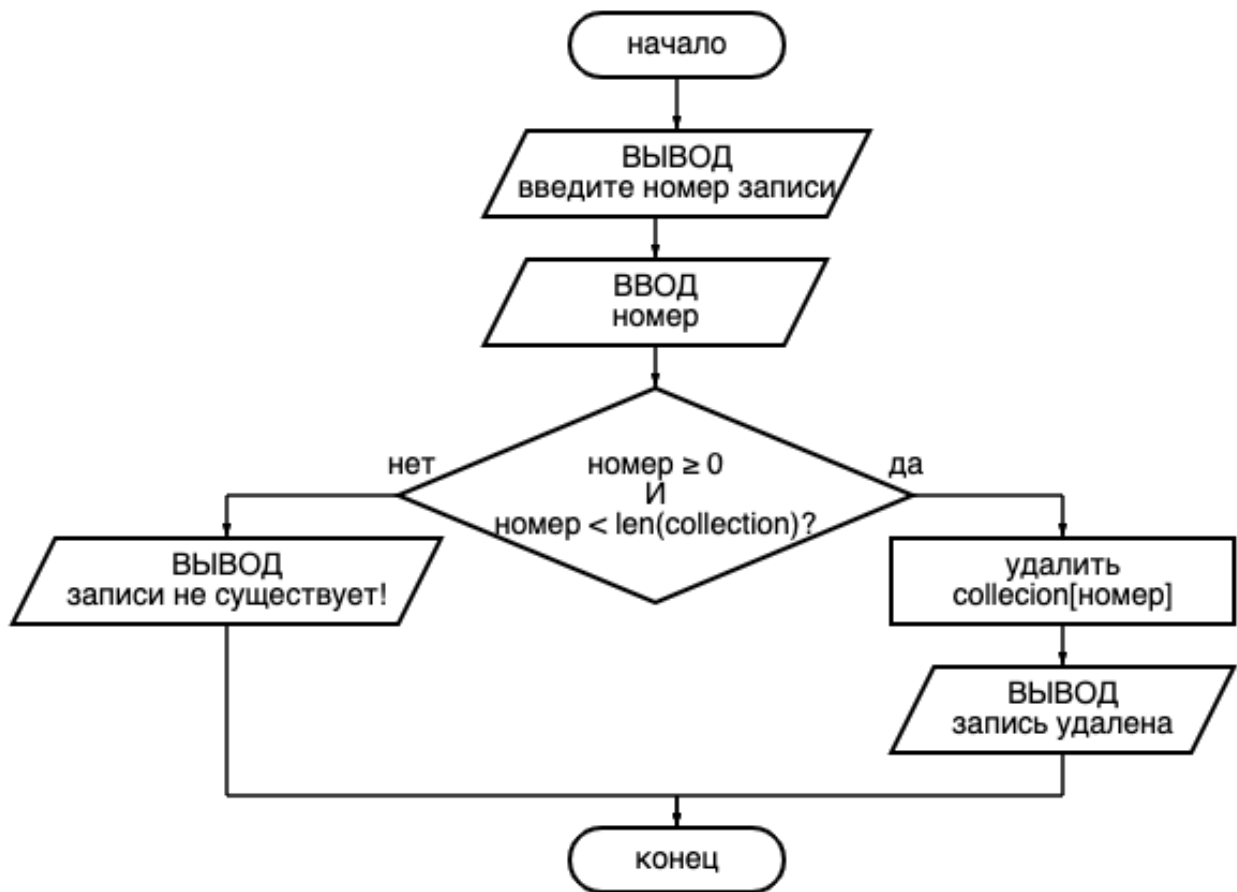 начало
ВЫВОД
введите номер записи
ВВОД
номер
нет
номер ≥ 0
И
номер < len(collection)?
да
ВЫВОД
записи не существует!
удалить
collecion[номер]
ВЫВОД
запись удалена
конец